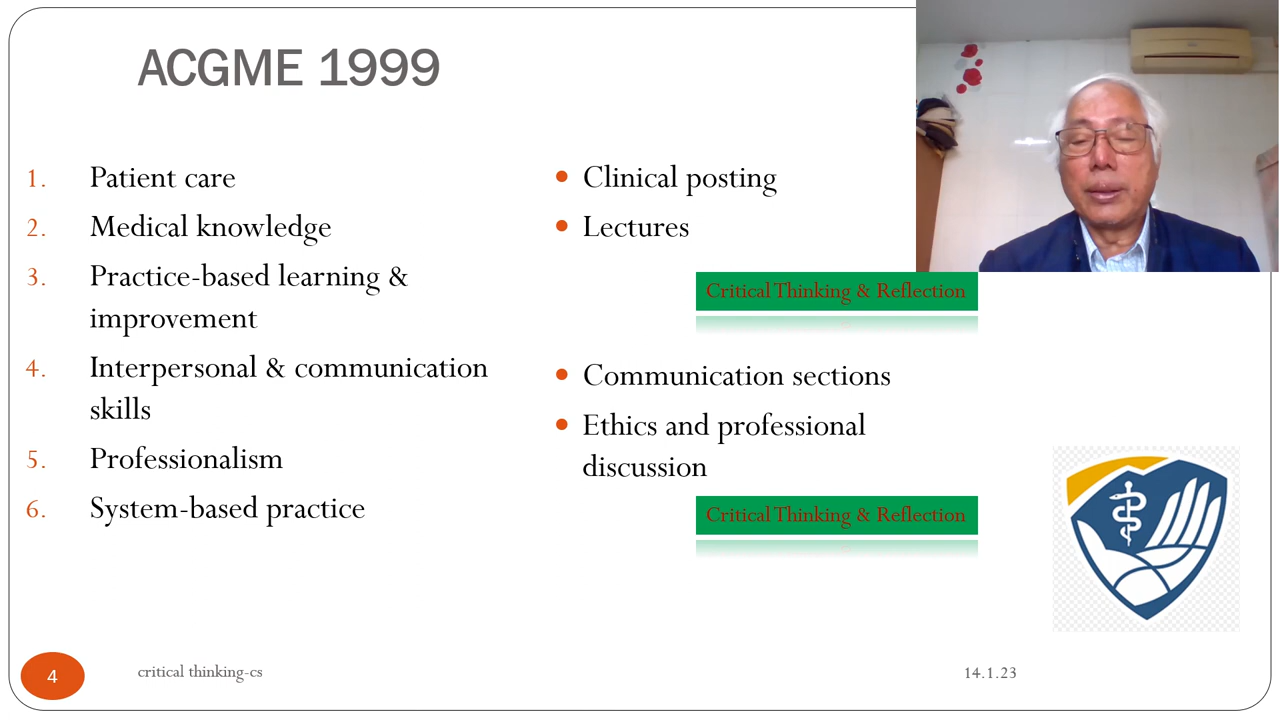 ACGME 1999
1. Patient care
2. Medical knowledge
3. Practice-based learning &
improvement
4. Interpersonal & communication
skills
5. Professionalism
6. System-based practice
• Clinical posting
• Lectures
Critical Thinking & Reflection
• Communication sections
• Ethics and professional
discussion
Critical Thinking & Reflection
4
critical thinking-cs
14.1.23